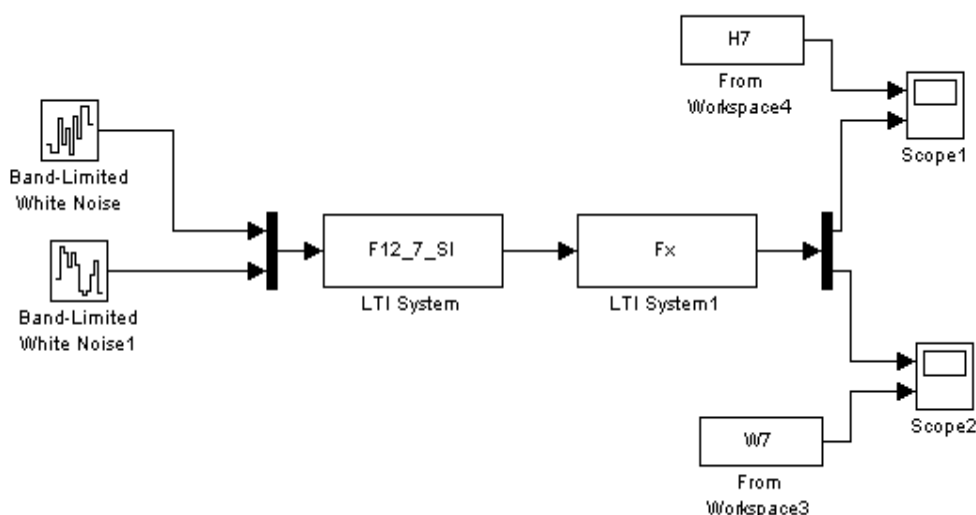 H7
From
Workspace4
Scope1
Band-Limited
White Noise
F12_7_SI
LTI System
Fx
LTI System1
Band-Limited
White Noise1
Scope2
W7
From
Workspace3